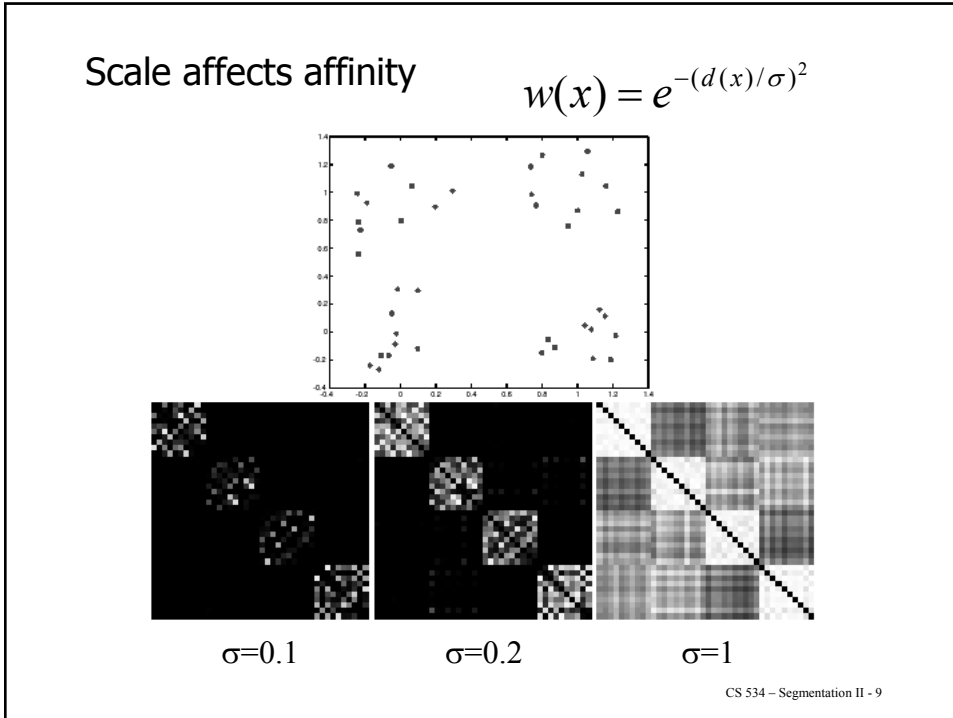 Scale affects affinity
w(x) = e^{-(d(x)/σ)^2}
1.4
1.2
1
0.8
0.6
0.4
0.2
0
-0.2
-0.4
-0.4 -0.2 0 0.2 0.4 0.6 0.8 1 1.2 1.4
σ=0.1 σ=0.2 σ=1
CS 534 – Segmentation II - 9